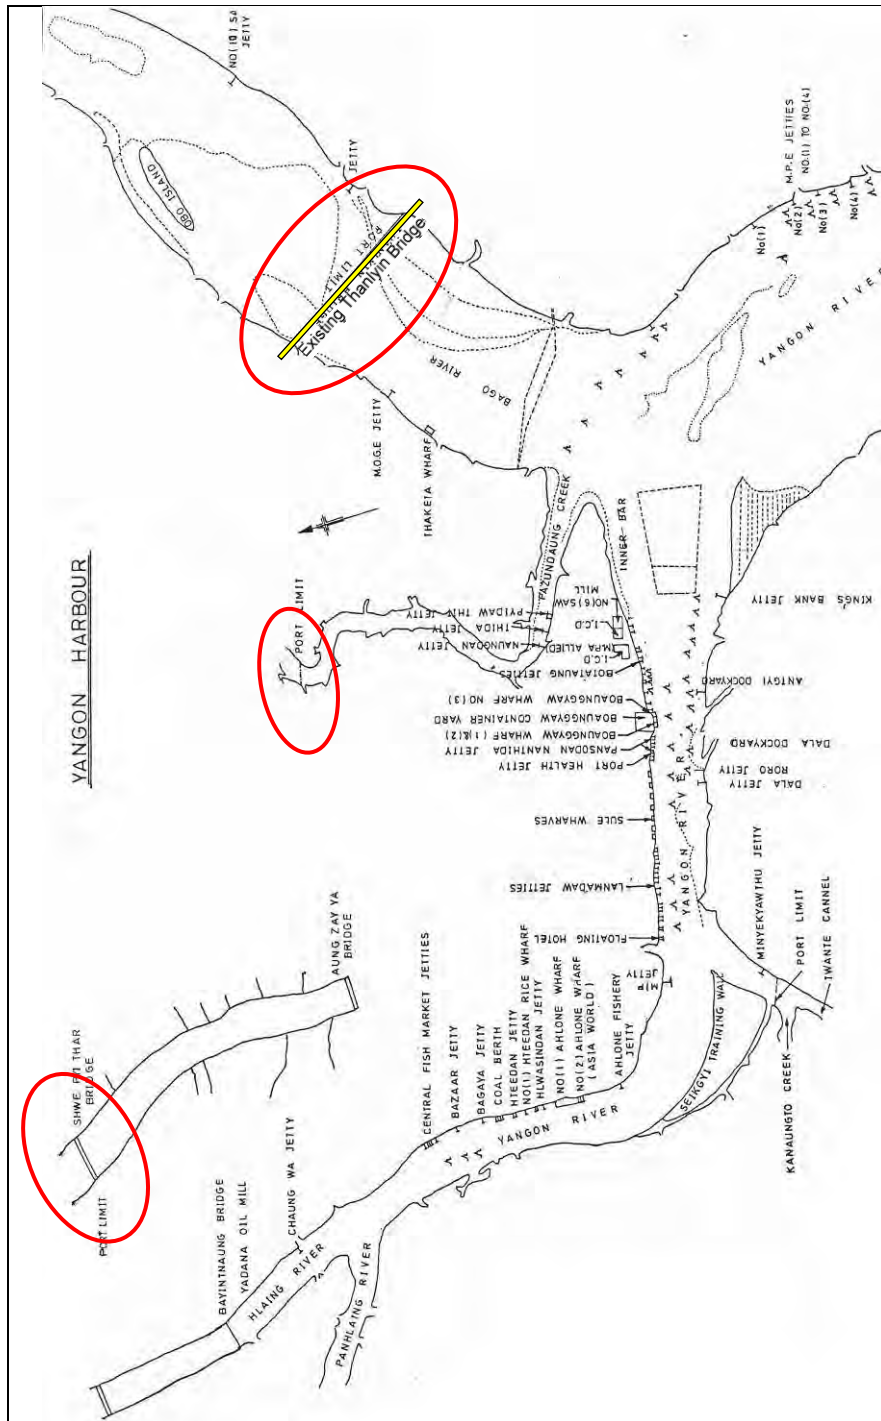 YANGON HARBOUR
NO(10) SA
JETTY
OBO ISLAND
JETTY
PORT LIMIT
Existing Thanlyin Bridge
BAGO
RIVER
M.O.G.E JETTY
THAKETA WHARF
M.P.E JETTIES
NO.(1) TO NO.(4)
No(1)
No(2)
No(3)
No(4)
YANGON RIVER
PORT LIMIT
PAZUNDAUNG CREEK
INNER BAR
NO(6)SAW
MILL
I.C.D
(MPA ALLIED)
I.C.D
PYIDAW THIT JETTY
THIDA JETTY
NAUNGDAN JETTY
BOTATAUNG JETTIES
BOAUNGGYAW WHARF NO(3)
BOAUNGGYAW CONTAINER YARD
BOAUNGGYAW WHARF (1)&(2)
PANSODAN NANTHIDA JETTY
PORT HEALTH JETTY
SULE WHARVES
LANMADAW JETTIES
FLOATING HOTEL
YANGON RIVER
KING'S BANK JETTY
ANTGYI DOCKYARD
DALA DOCKYARD
RORO JETTY
DALA JETTY
MINYEKYAWTHU JETTY
PORT LIMIT
TWANTE CANNEL
KANAUNGTO CREEK
SEIKGYI TRAINING WALL
JETTY
AHLONE FISHERY
JETTY
NO(2) AHLONE WHARF
(ASIA WORLD)
NO(1) AHLONE WHARF
HLWASINDAN JETTY
NO(1) HTEEDAN RICE WHARF
HTEEDAN JETTY
COAL BERTH
BAGAYA JETTY
BAZAAR JETTY
CENTRAL FISH MARKET JETTIES
YANGON RIVER
AUNG ZAY YA
BRIDGE
SHWE PYI THAR
BRIDGE
PORT LIMIT
BAYINTNAUNG BRIDGE
YADANA OIL MILL
CHAUNG WA JETTY
HLAING RIVER
PANHLAING RIVER